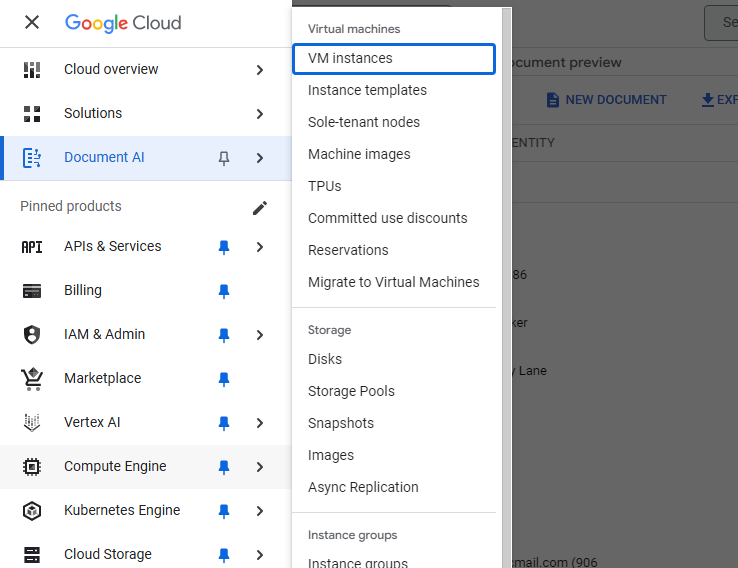 Google Cloud
Cloud overview
Solutions
Document AI
Pinned products
API APIs & Services
Billing
IAM & Admin
Marketplace
Vertex AI
Compute Engine
Kubernetes Engine
Cloud Storage
Virtual machines
VM instances
Instance templates
Sole-tenant nodes
Machine images
TPUs
Committed use discounts
Reservations
Migrate to Virtual Machines
Storage
Disks
Storage Pools
Snapshots
Images
Async Replication
Instance groups
Instance groups
Se
ocument preview
NEW DOCUMENT
EXP
ENTITY
86
ker
y Lane
cmail.com (906